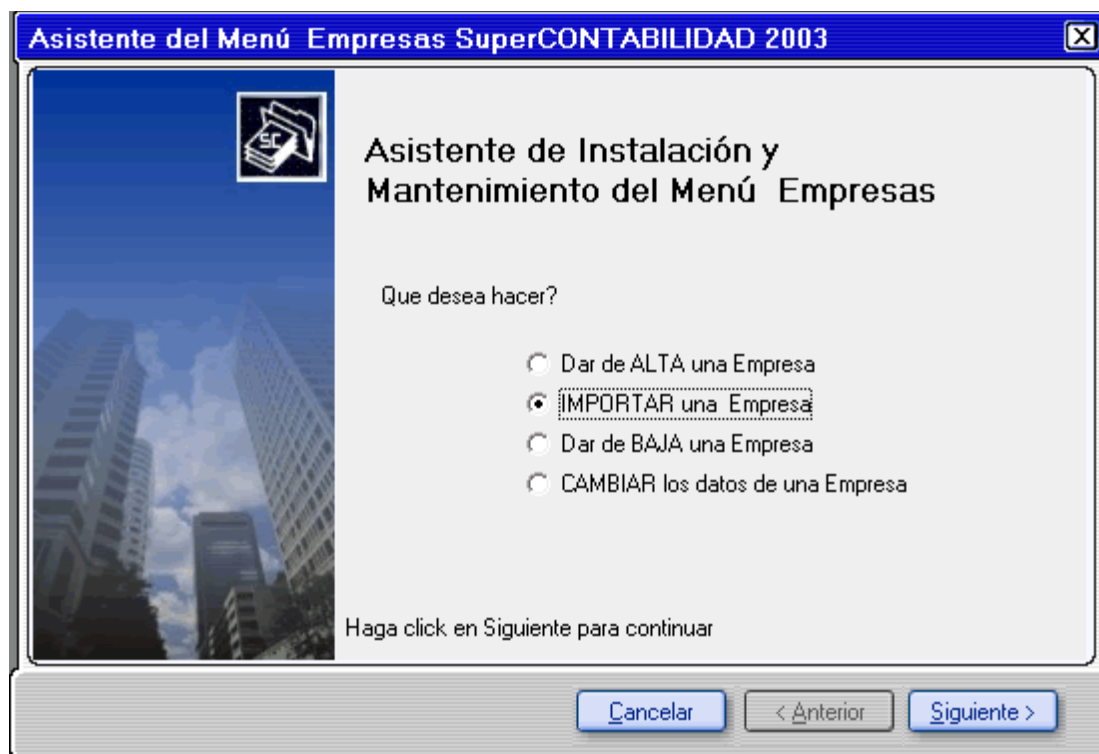 Asistente del Menú Empresas SuperCONTABILIDAD 2003
SC
Asistente de Instalación y
Mantenimiento del Menú Empresas
Que desea hacer?
Dar de ALTA una Empresa
IMPORTAR una Empresa
Dar de BAJA una Empresa
CAMBIAR los datos de una Empresa
Haga click en Siguiente para continuar
Cancelar
< Anterior
Siguiente >